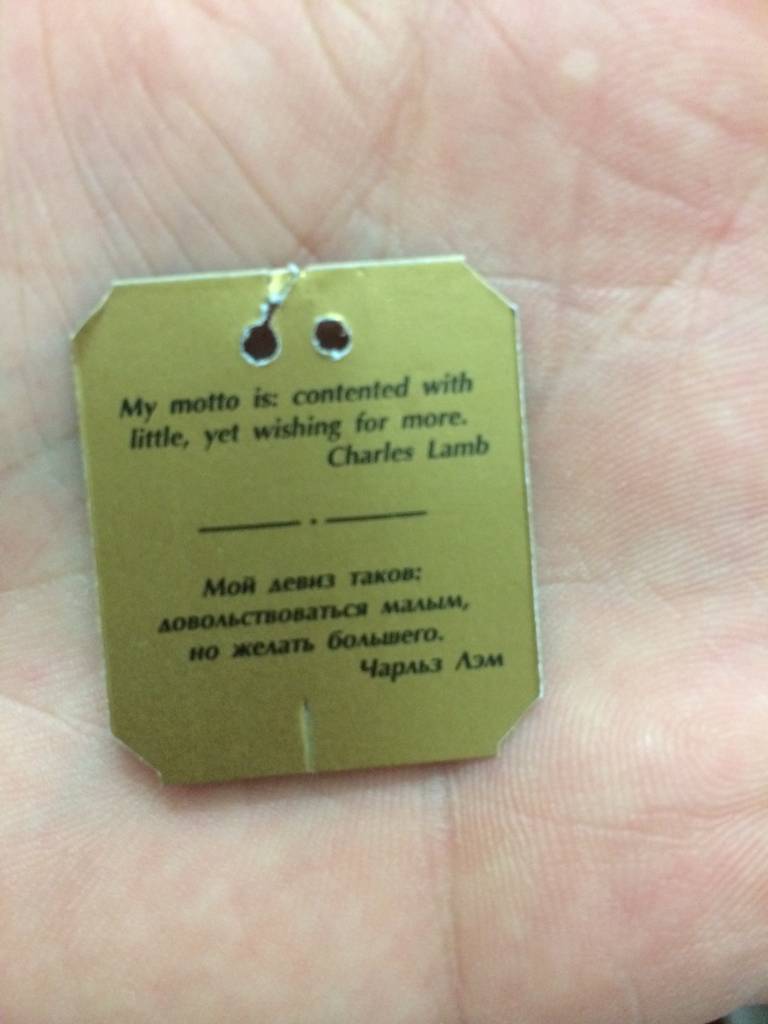 My motto is: contented with
little, yet wishing for more.
Charles Lamb
Мой девиз таков:
довольствоваться малым,
но желать большего.
Чарльз Лэм